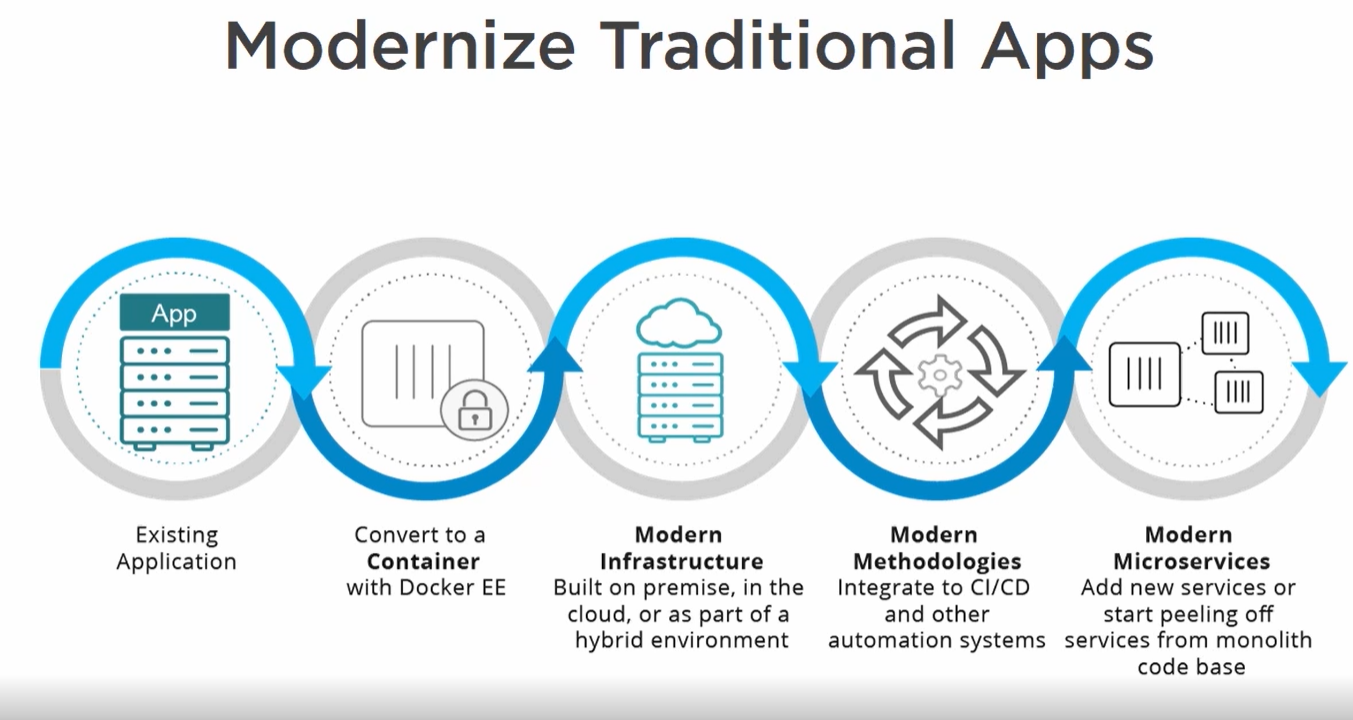 Modernize Traditional Apps
App
Existing
Application
Convert to a
Container
with Docker EE
Modern
Infrastructure
Built on premise, in the
cloud, or as part of a
hybrid environment
Modern
Methodologies
Integrate to CI/CD
and other
automation systems
Modern
Microservices
Add new services or
start peeling off
services from monolith
code base